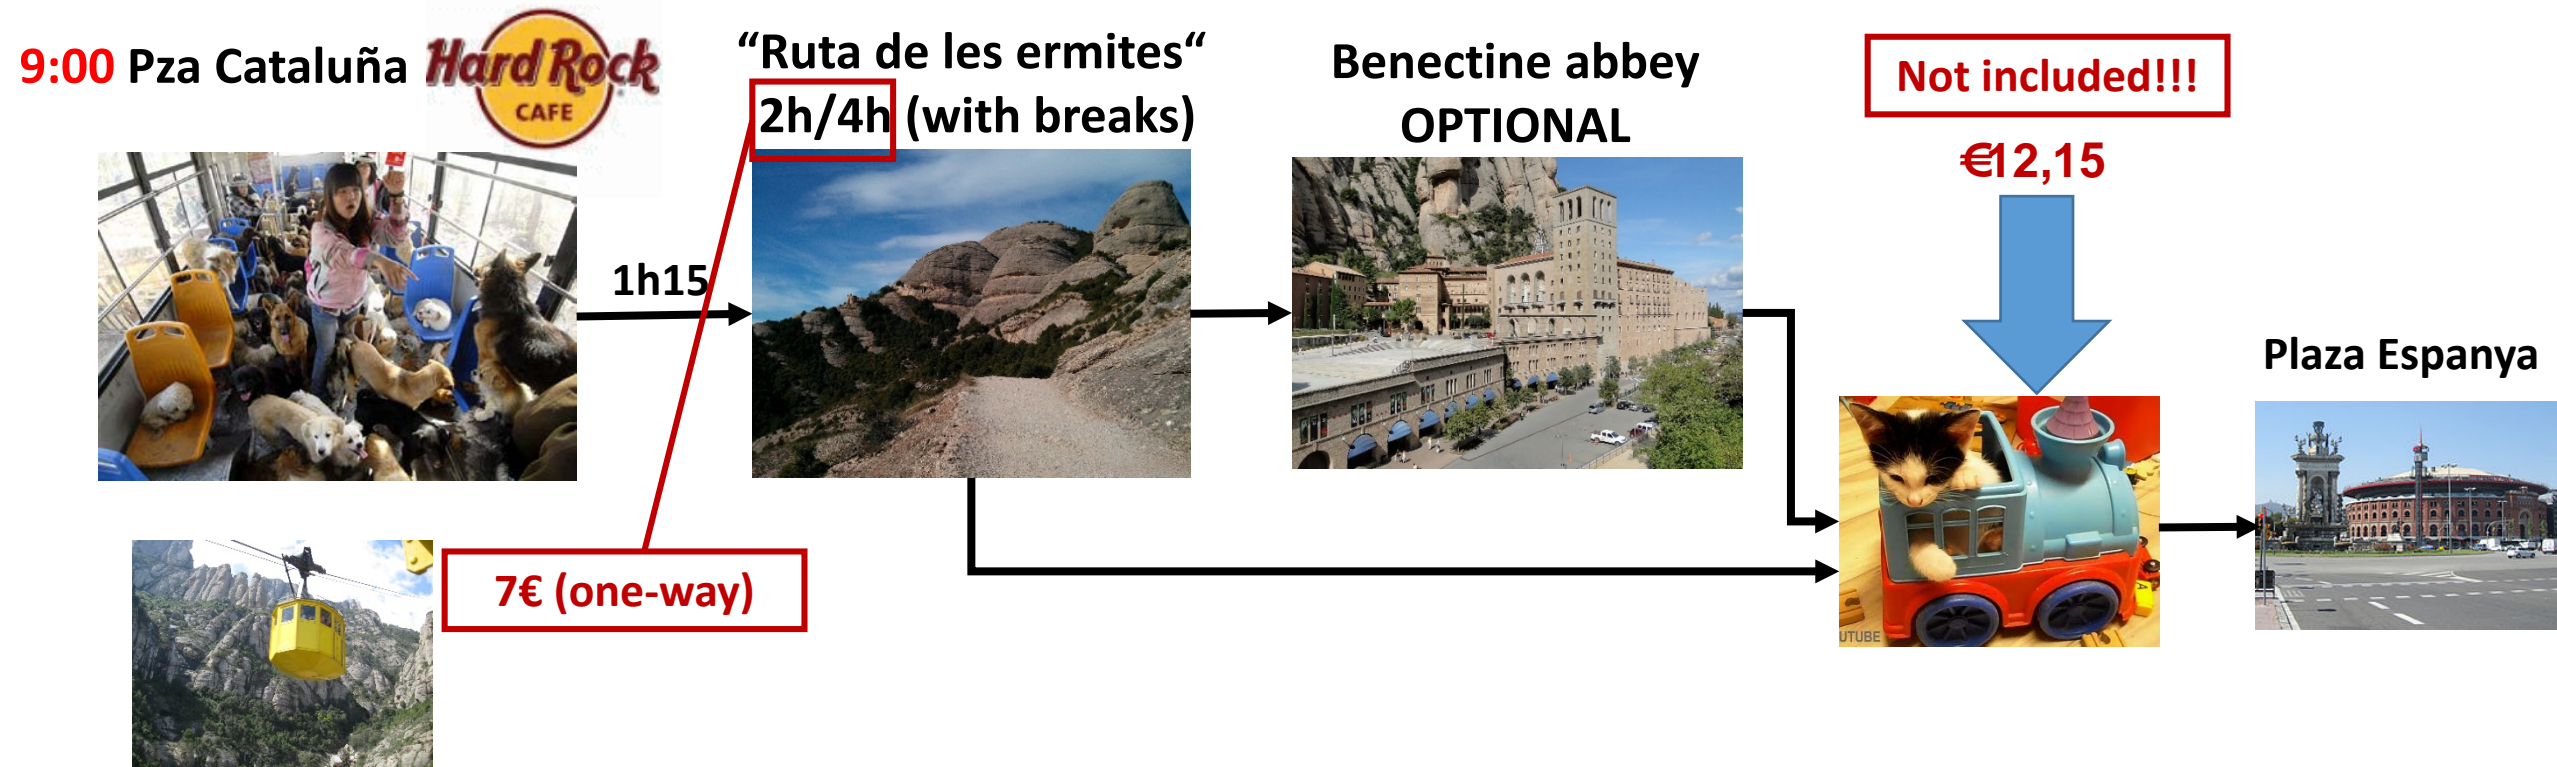 9:00 Pza Cataluña
Hard Rock
CAFE
“Ruta de les ermites“
2h/4h (with breaks)
Benectine abbey
OPTIONAL
Not included!!!
€12,15
1h15
Plaza Espanya
7€ (one-way)
UTUBE